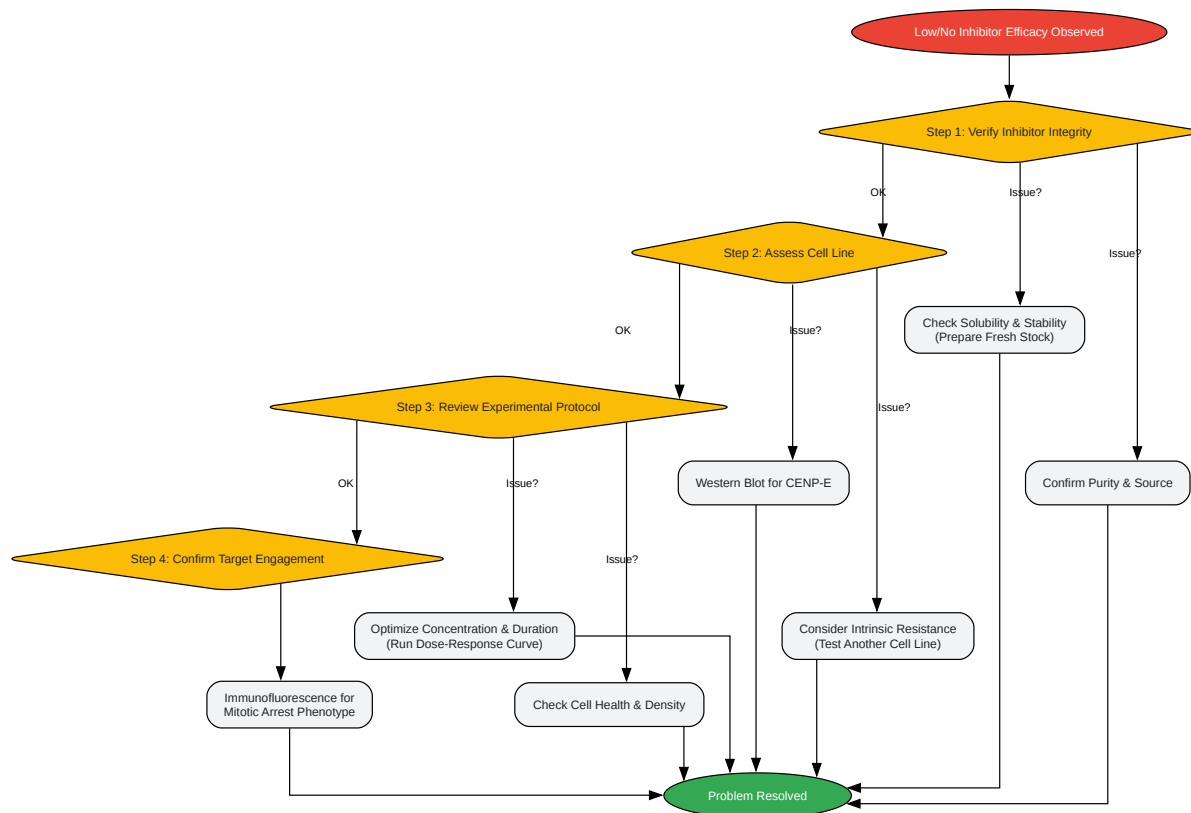 Low/No Inhibitor Efficacy Observed
Step 1: Verify Inhibitor Integrity
OK
Issue?
Issue?
Step 2: Assess Cell Line
Check Solubility & Stability
(Prepare Fresh Stock)
OK
Issue?
Issue?
Step 3: Review Experimental Protocol
Western Blot for CENP-E
Confirm Purity & Source
OK
Issue?
Issue?
Step 4: Confirm Target Engagement
Optimize Concentration & Duration
(Run Dose-Response Curve)
Consider Intrinsic Resistance
(Test Another Cell Line)
Immunofluorescence for
Mitotic Arrest Phenotype
Check Cell Health & Density
Problem Resolved